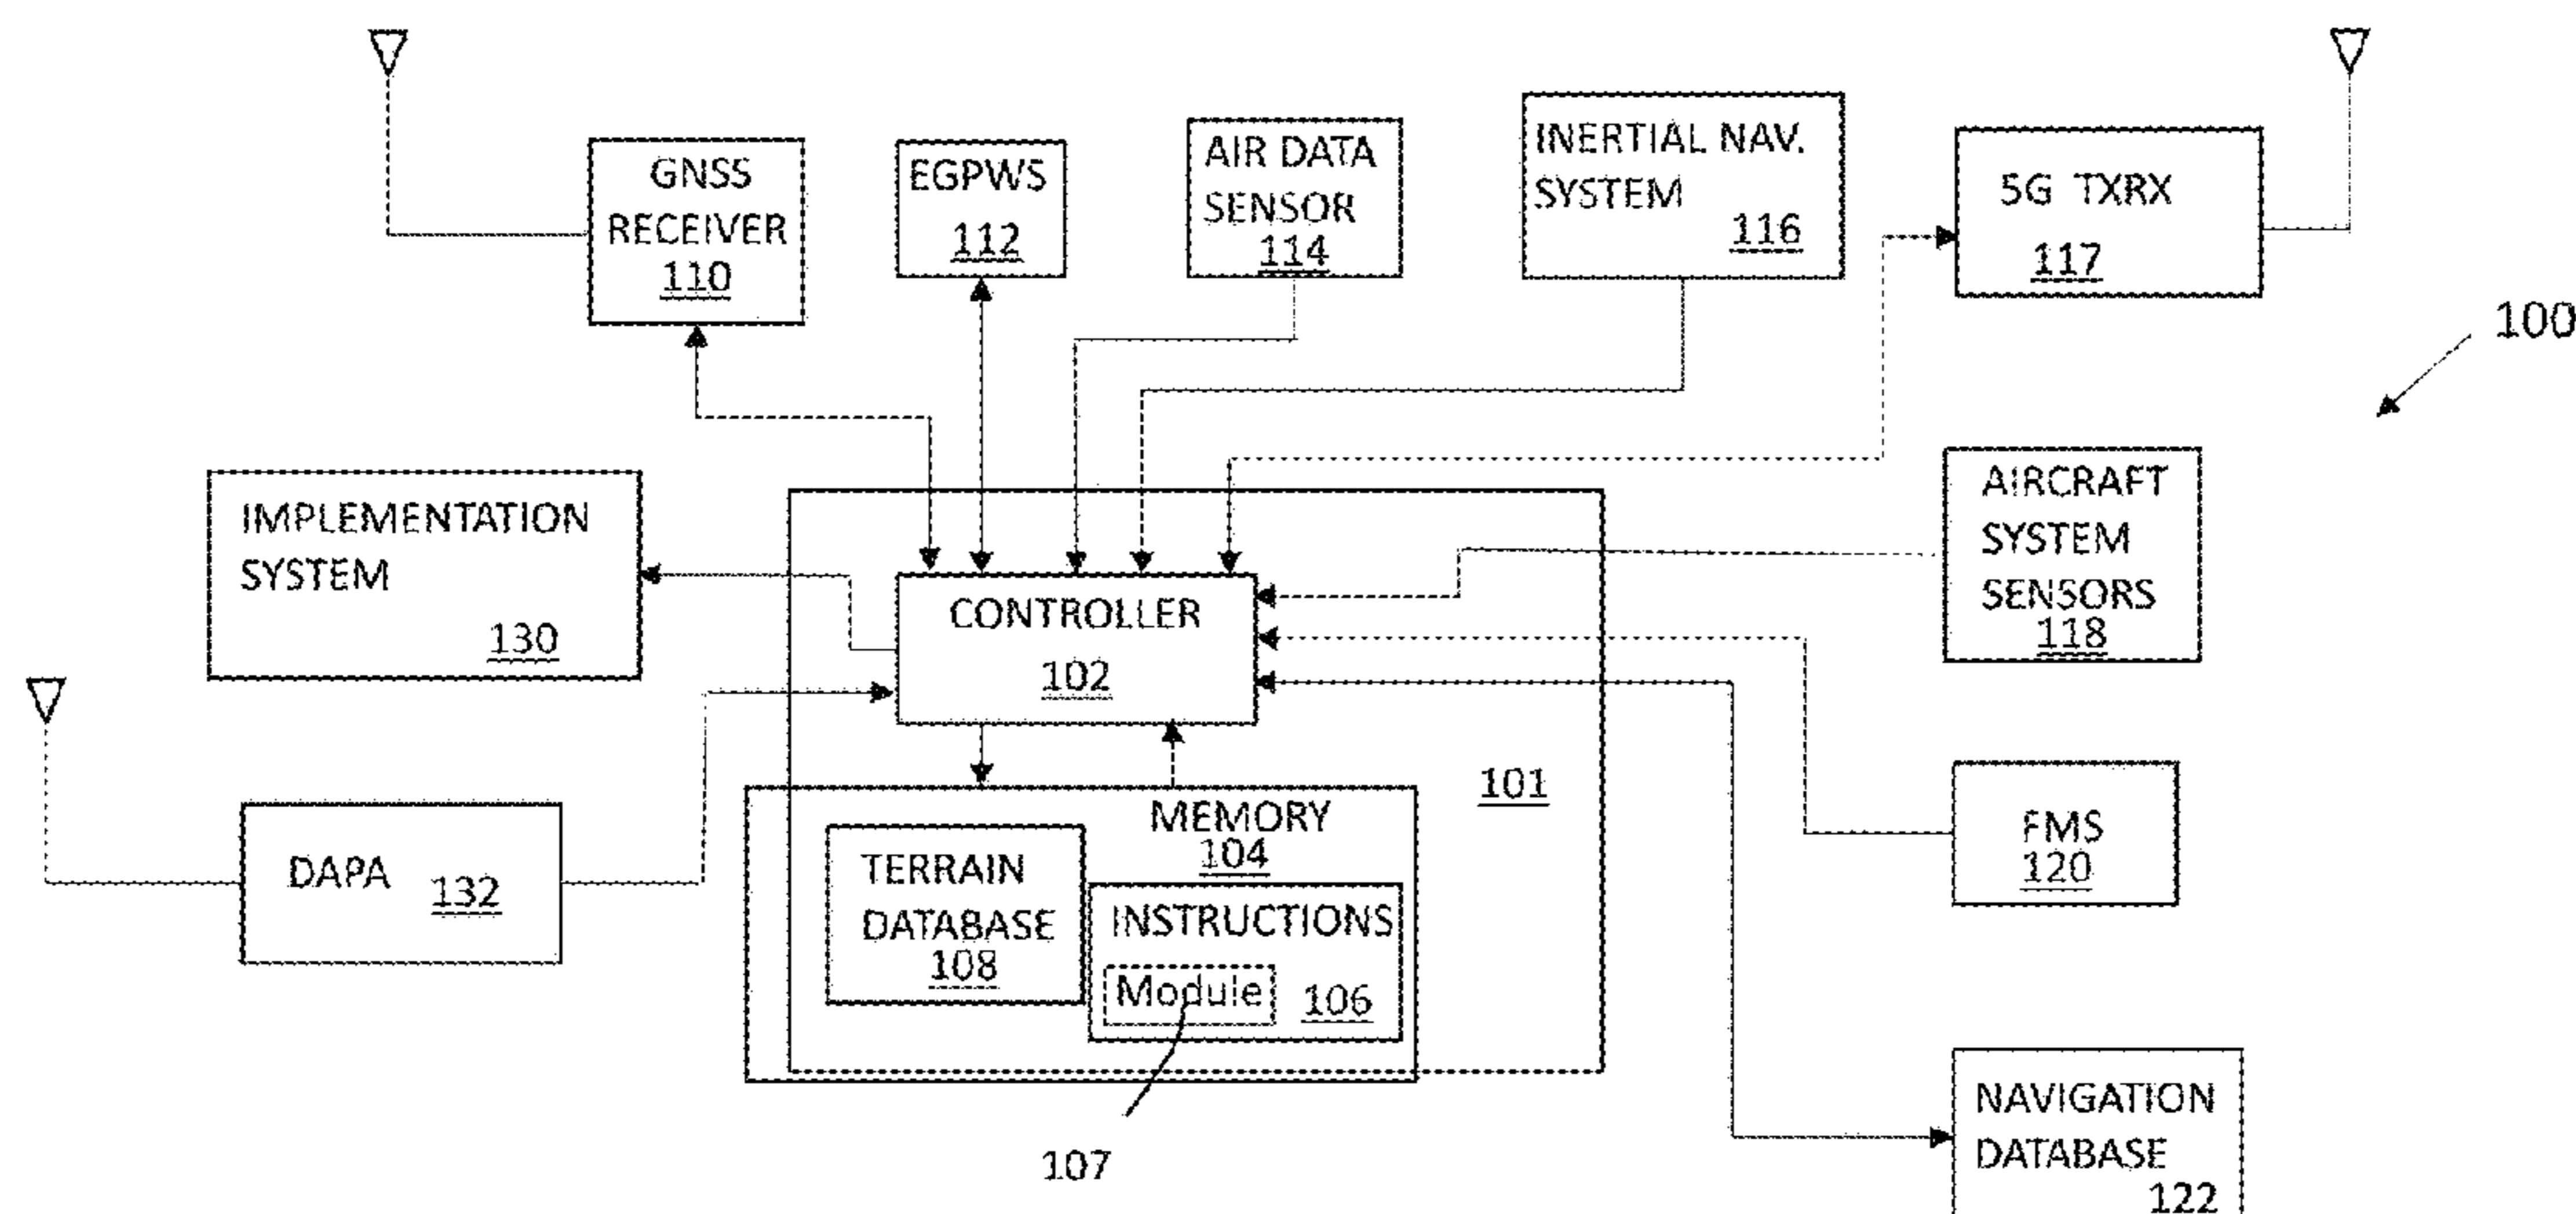 GNSS
RECEIVER
110
EGPWS
112
AIR DATA
SENSOR
114
INERTIAL NAV.
SYSTEM
116
5G TXRX
117
100
IMPLEMENTATION
SYSTEM
130
CONTROLLER
102
AIRCRAFT
SYSTEM
SENSORS
118
101
MEMORY
104
TERRAIN
DATABASE
108
INSTRUCTIONS
Module
106
107
DAPA 132
FMS
120
NAVIGATION
DATABASE
122